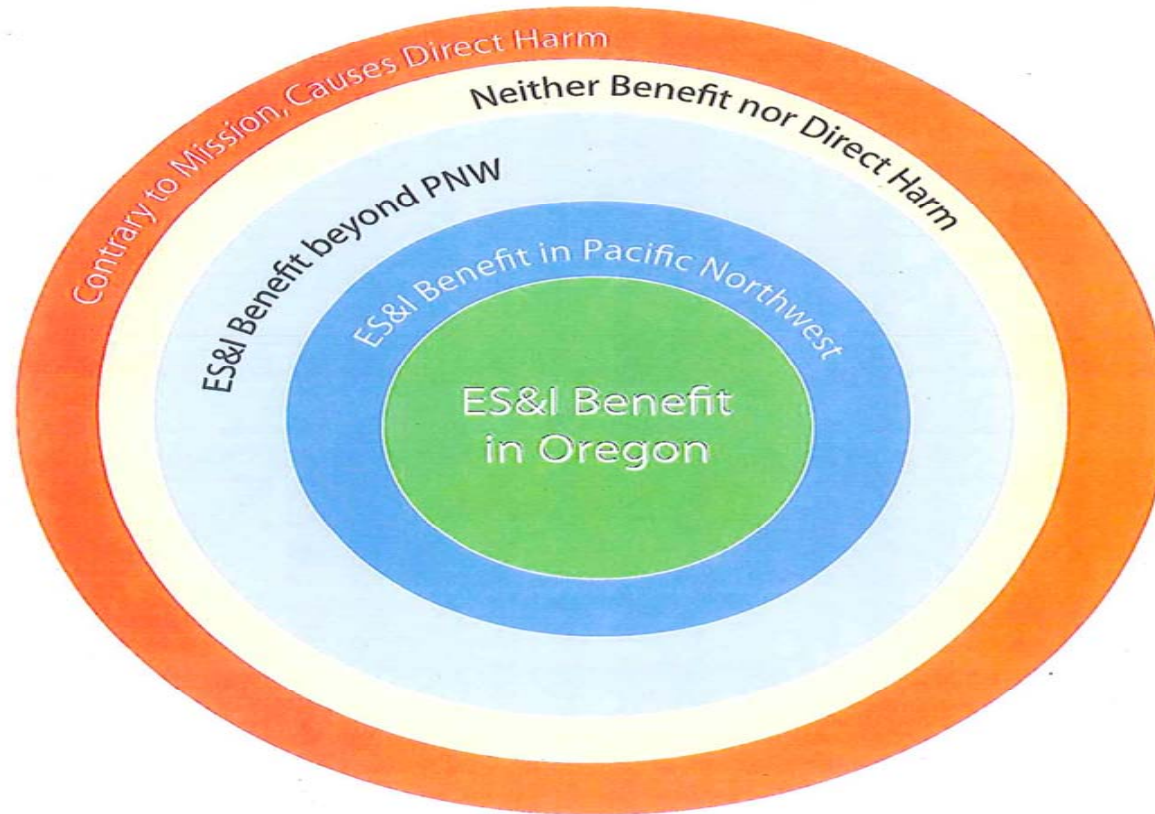 Contrary to Mission, Causes Direct Harm
Neither Benefit nor Direct Harm
ES&I Benefit beyond PNW
ES&I Benefit in Pacific Northwest
ES&I Benefit
in Oregon